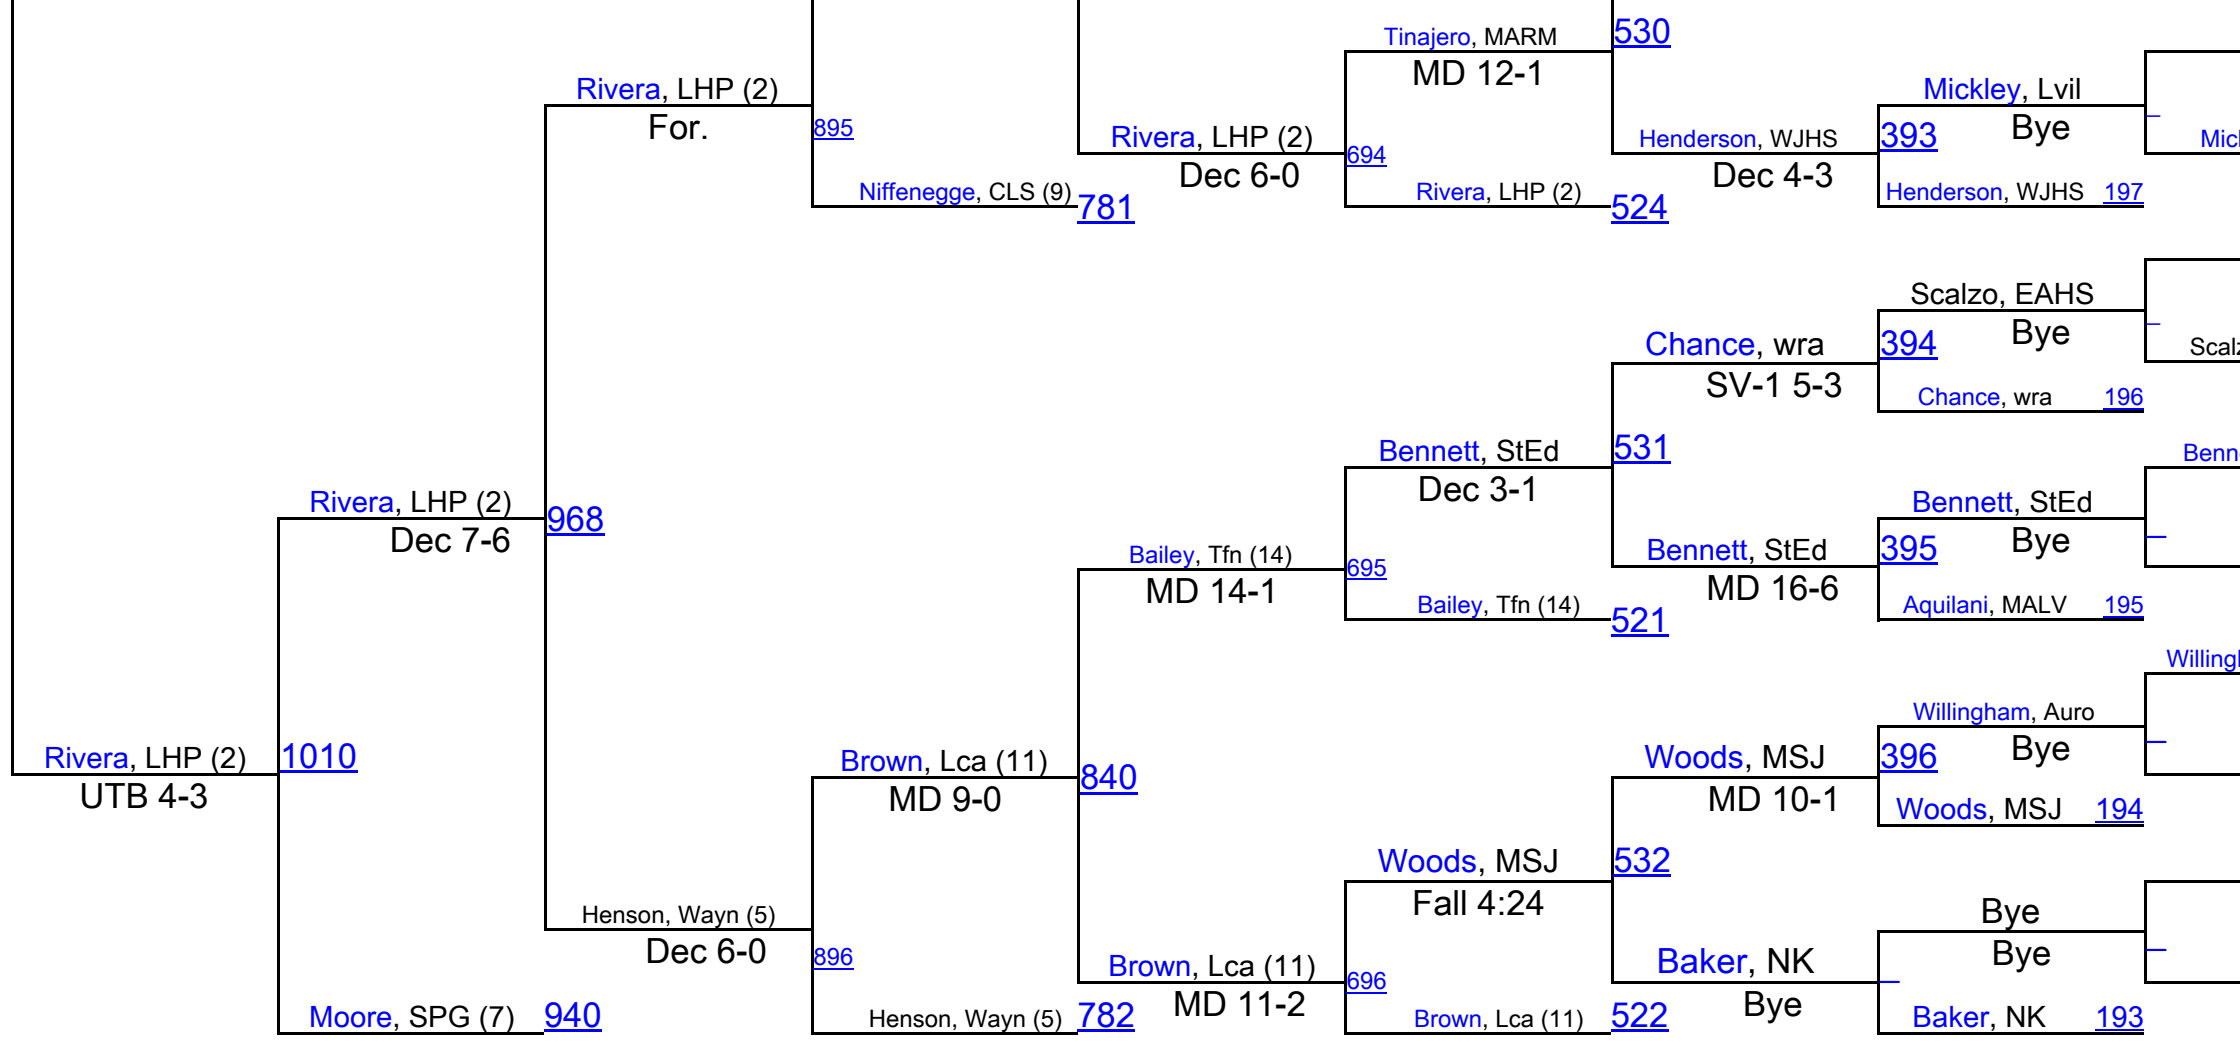 Tinajero, MARM
530
MD 12-1
Rivera, LHP (2)
For.
895
Mickley, Lvil
Bye
Rivera, LHP (2)
694
Dec 6-0
Henderson, WJHS
393
Dec 4-3
Mic
Niffenegge, CLS (9)
781
Rivera, LHP (2)
524
Henderson, WJHS 197
Scalzo, EAHS
Bye
Chance, wra
394
SV-1 5-3
Scalz
Chance, wra 196
Bennett, StEd
531
Dec 3-1
Benn
Rivera, LHP (2)
968
Dec 7-6
Bennett, StEd
Bye
Bailey, Tfn (14)
695
MD 14-1
Bennett, StEd
395
MD 16-6
Bailey, Tfn (14)
521
Aquilani, MALV 195
Willing
Willingham, Auro
Bye
Rivera, LHP (2)
1010
UTB 4-3
Brown, Lca (11)
840
MD 9-0
Woods, MSJ
396
MD 10-1
Woods, MSJ 194
Woods, MSJ
532
Fall 4:24
Henson, Wayn (5)
896
Dec 6-0
Bye
Bye
Brown, Lca (11)
696
MD 11-2
Baker, NK
Bye
Moore, SPG (7) 940
Henson, Wayn (5) 782
Brown, Lca (11) 522
Baker, NK 193